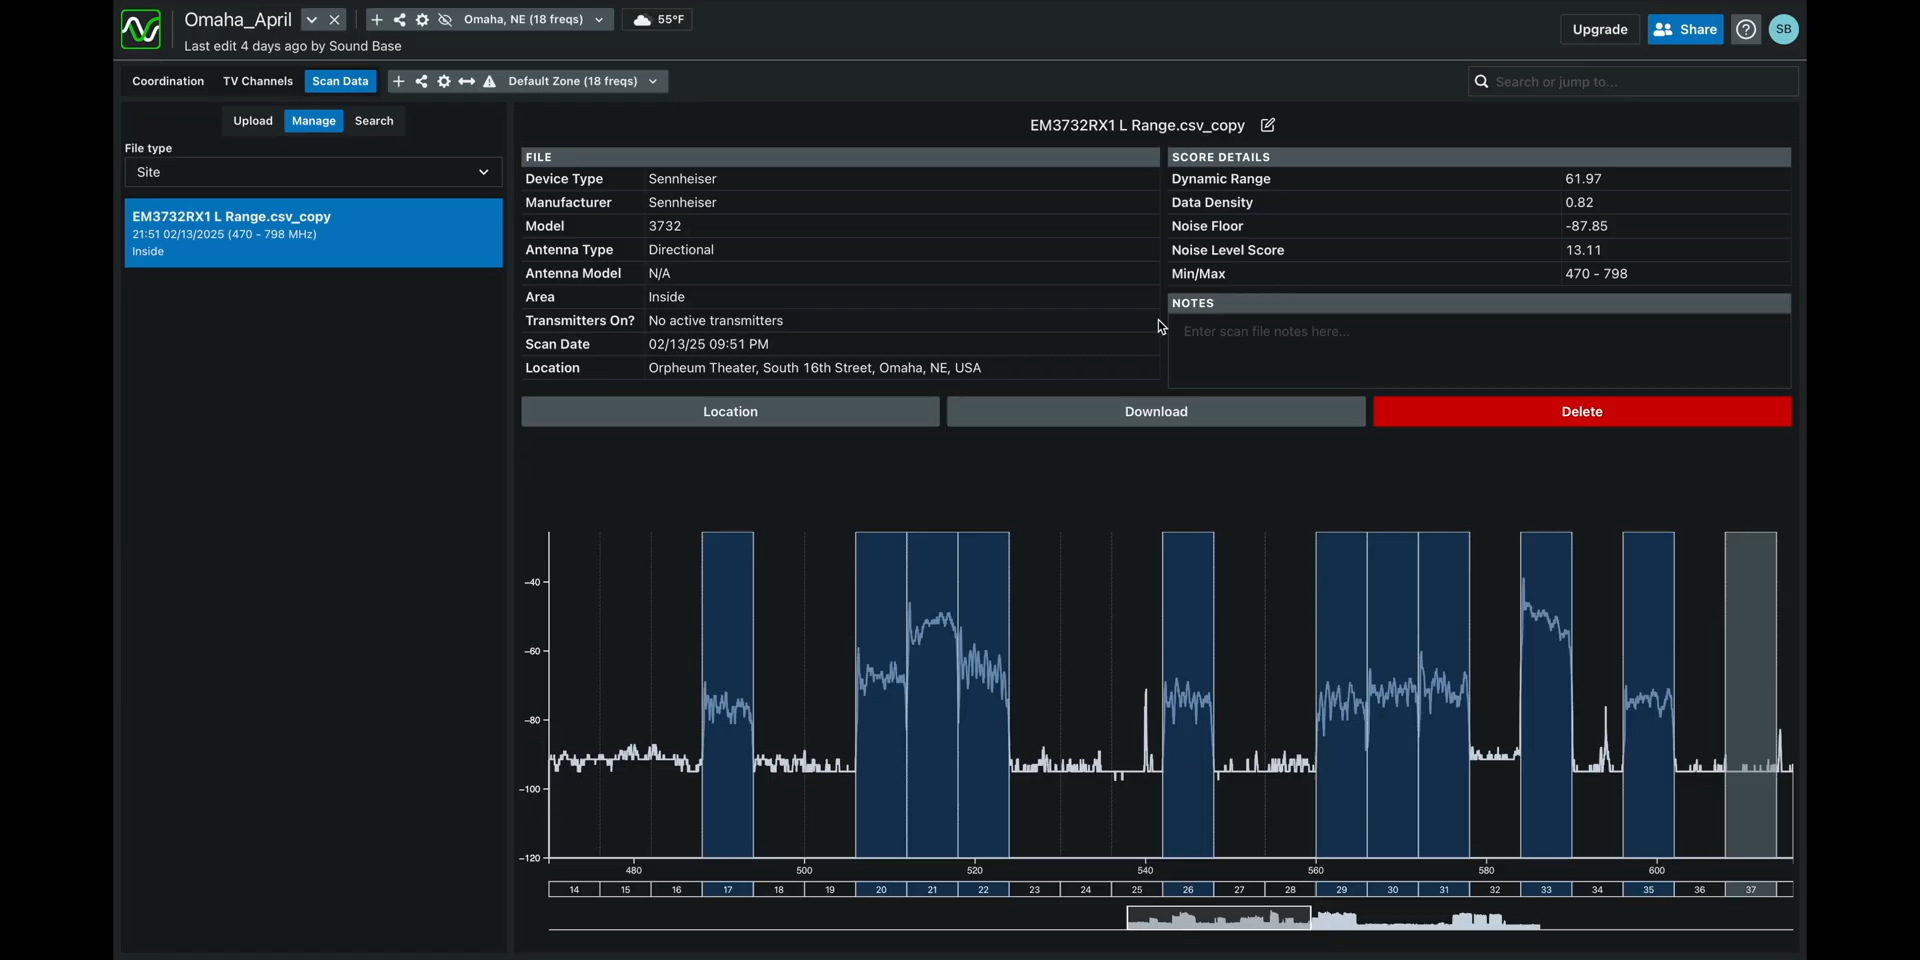 Omaha_April
Last edit 4 days ago by Sound Base
Omaha, NE (18 freqs)
55°F
Upgrade
Share
SB
Coordination
TV Channels
Scan Data
Default Zone (18 freqs)
Search or jump to...
Upload
Manage
Search
File type
Site
EM3732RX1 L Range.csv_copy
21:51 02/13/2025 (470 - 798 MHz)
Inside
EM3732RX1 L Range.csv_copy
FILE
Device Type Sennheiser
Manufacturer Sennheiser
Model 3732
Antenna Type Directional
Antenna Model N/A
Area Inside
Transmitters On? No active transmitters
Scan Date 02/13/25 09:51 PM
Location Orpheum Theater, South 16th Street, Omaha, NE, USA
SCORE DETAILS
Dynamic Range 61.97
Data Density 0.82
Noise Floor -87.85
Noise Level Score 13.11
Min/Max 470 - 798
NOTES
Enter scan file notes here...
Location
Download
Delete
−40
−60
−80
−100
−120
480 500 520 540 560 580 600
14 15 16 17 18 19 20 21 22 23 24 25 26 27 28 29 30 31 32 33 34 35 36 37